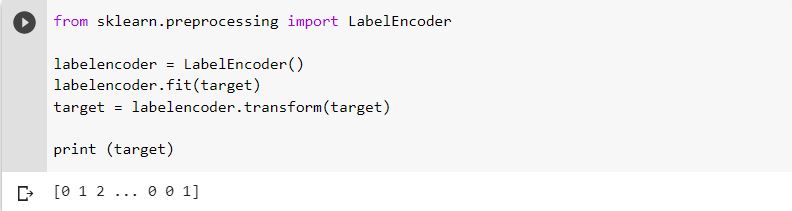 from sklearn.preprocessing import LabelEncoder
labelencoder = LabelEncoder()
labelencoder.fit(target)
target = labelencoder.transform(target)
print (target)
[0 1 2 ... 0 0 1]